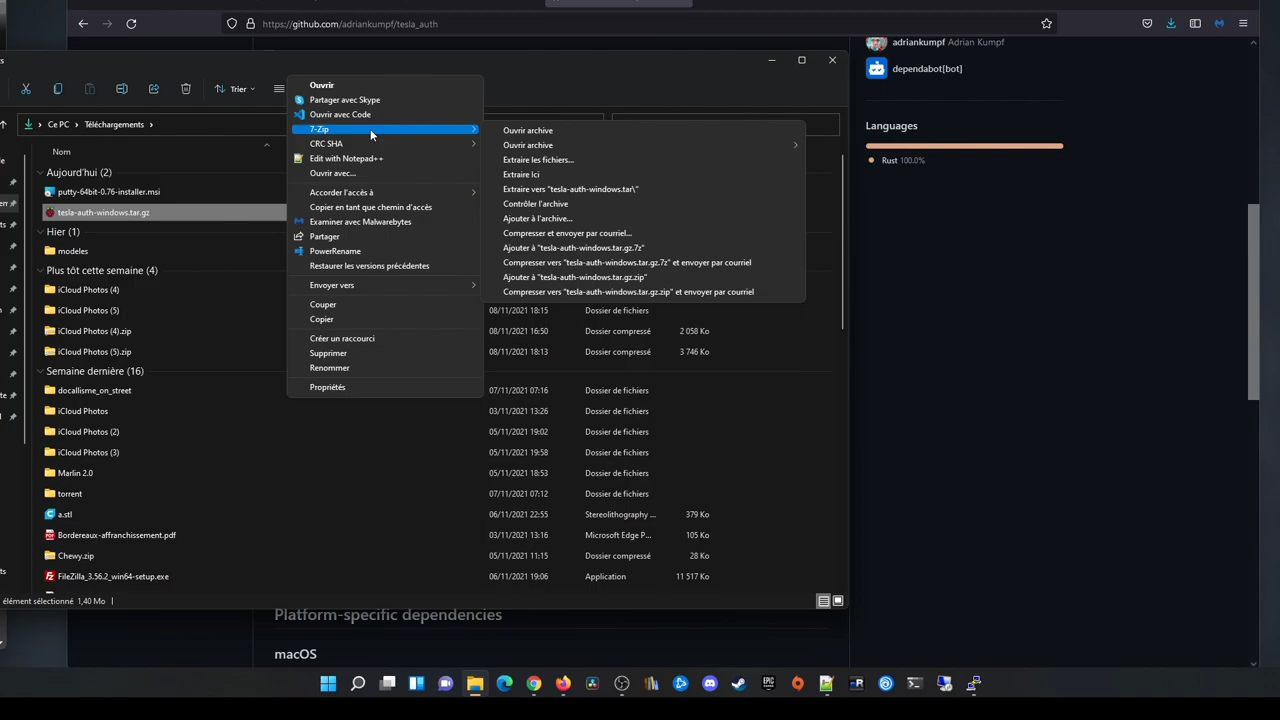 https://github.com/adriankumpf/tesla_auth
adriankumpf Adrian Kumpf
dependabot[bot]
Languages
Rust 100.0%
Trier
Ce PC
Téléchargements
Nom
Aujourd'hui (2)
putty-64bit-0.76-installer.msi
tesla-auth-windows.tar.gz
Hier (1)
modeles
Plus tôt cette semaine (4)
iCloud Photos (4)
iCloud Photos (5)
08/11/2021 18:15 Dossier de fichiers
iCloud Photos (4).zip
08/11/2021 16:50 Dossier compressé 2 058 Ko
iCloud Photos (5).zip
08/11/2021 18:13 Dossier compressé 3 746 Ko
Semaine dernière (16)
docallisme_on_street
07/11/2021 07:16 Dossier de fichiers
iCloud Photos
03/11/2021 13:26 Dossier de fichiers
iCloud Photos (2)
05/11/2021 19:02 Dossier de fichiers
iCloud Photos (3)
05/11/2021 19:58 Dossier de fichiers
Marlin 2.0
05/11/2021 18:53 Dossier de fichiers
torrent
07/11/2021 07:12 Dossier de fichiers
a.stl
06/11/2021 22:55 Stereolithography ... 379 Ko
Bordereaux-affranchissement.pdf
03/11/2021 13:16 Microsoft Edge P... 105 Ko
Chewy.zip
05/11/2021 11:15 Dossier compressé 28 Ko
FileZilla_3.56.2_win64-setup.exe
06/11/2021 19:06 Application 11 517 Ko
élément sélectionné 1,40 Mo
Ouvrir
Partager avec Skype
Ouvrir avec Code
7-Zip
CRC SHA
Edit with Notepad++
Ouvrir avec...
Accorder l'accès à
Copier en tant que chemin d'accès
Examiner avec Malwarebytes
Partager
PowerRename
Restaurer les versions précédentes
Envoyer vers
Couper
Copier
Créer un raccourci
Supprimer
Renommer
Propriétés
Ouvrir archive
Ouvrir archive
Extraire les fichiers...
Extraire Ici
Extraire vers "tesla-auth-windows.tar\"
Contrôler l'archive
Ajouter à l'archive...
Compresser et envoyer par courriel...
Ajouter à "tesla-auth-windows.tar.gz.7z"
Compresser vers "tesla-auth-windows.tar.gz.7z" et envoyer par courriel
Ajouter à "tesla-auth-windows.tar.gz.zip"
Compresser vers "tesla-auth-windows.tar.gz.zip" et envoyer par courriel
Platform-specific dependencies
macOS